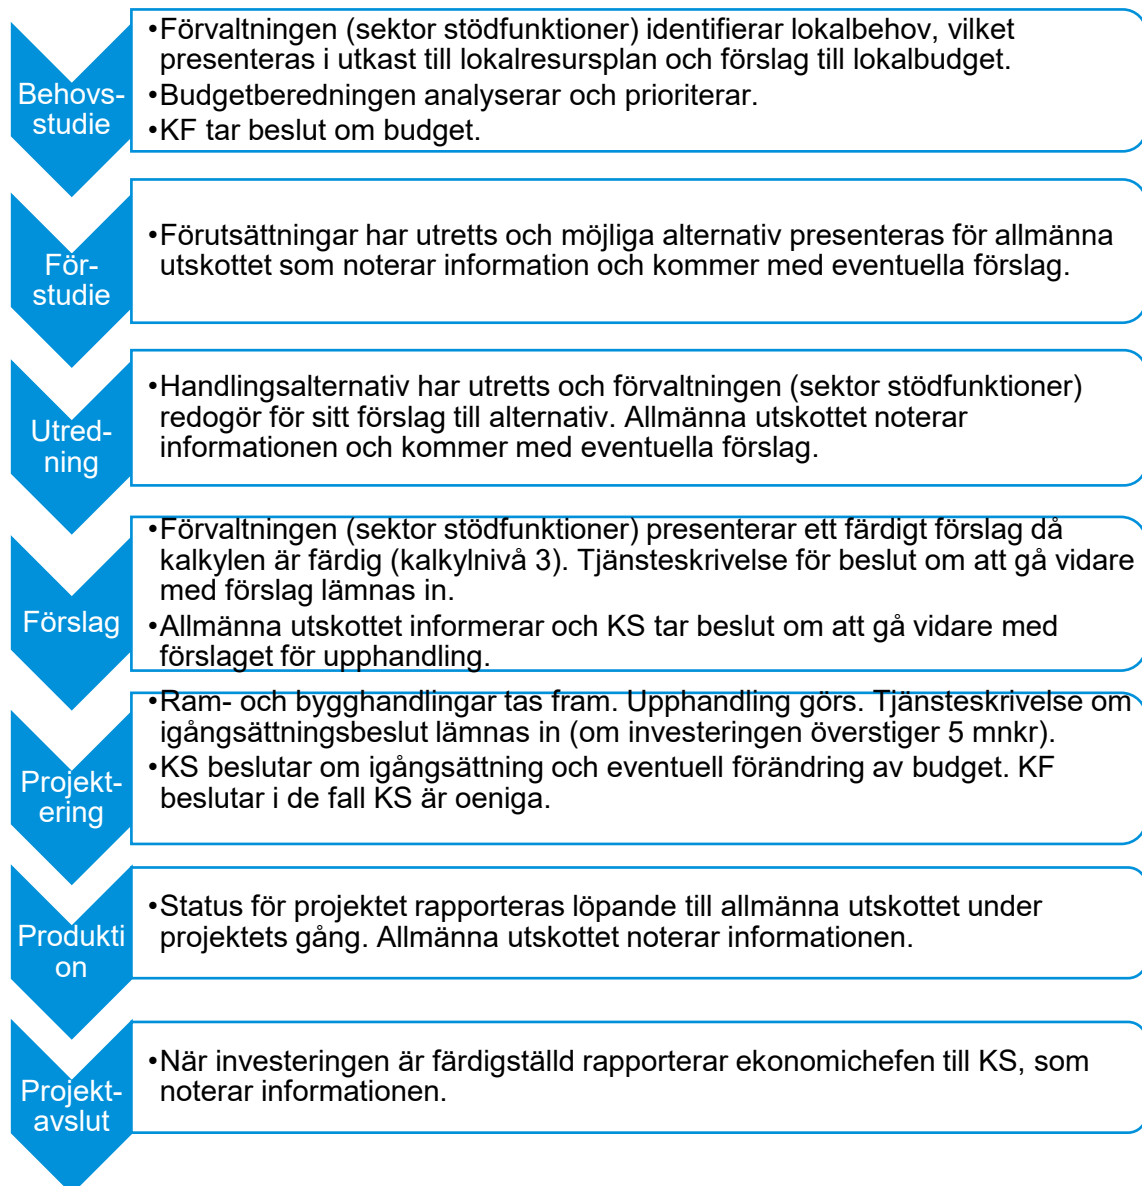 Behovs-
studie
•Förvaltningen (sektor stödfunktioner) identifierar lokalbehov, vilket
presenteras i utkast till lokalresursplan och förslag till lokalbudget.
•Budgetberedningen analyserar och prioriterar.
•KF tar beslut om budget.
För-
studie
•Förutsättningar har utretts och möjliga alternativ presenteras för allmänna
utskottet som noterar information och kommer med eventuella förslag.
Utred-
ning
•Handlingsalternativ har utretts och förvaltningen (sektor stödfunktioner)
redogör för sitt förslag till alternativ. Allmänna utskottet noterar
informationen och kommer med eventuella förslag.
Förslag
•Förvaltningen (sektor stödfunktioner) presenterar ett färdigt förslag då
kalkylen är färdig (kalkylnivå 3). Tjänsteskrivelse för beslut om att gå vidare
med förslag lämnas in.
•Allmänna utskottet informerar och KS tar beslut om att gå vidare med
förslaget för upphandling.
Projekt-
ering
•Ram- och bygghandlingar tas fram. Upphandling görs. Tjänsteskrivelse om
igångsättningsbeslut lämnas in (om investeringen överstiger 5 mnkr).
•KS beslutar om igångsättning och eventuell förändring av budget. KF
beslutar i de fall KS är oeniga.
Produkti
on
•Status för projektet rapporteras löpande till allmänna utskottet under
projektets gång. Allmänna utskottet noterar informationen.
Projekt-
avslut
•När investeringen är färdigställd rapporterar ekonomichefen till KS, som
noterar informationen.